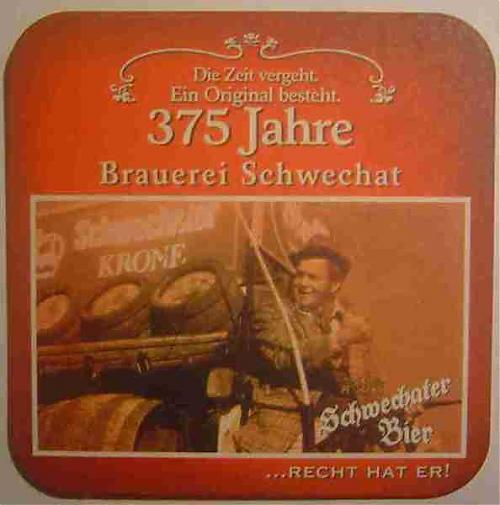 Die Zeit vergeht.
Ein Original besteht.
375 Jahre
Brauerei Schwechat
KRONE
Schwechater
Bier
...RECHT HAT ER!